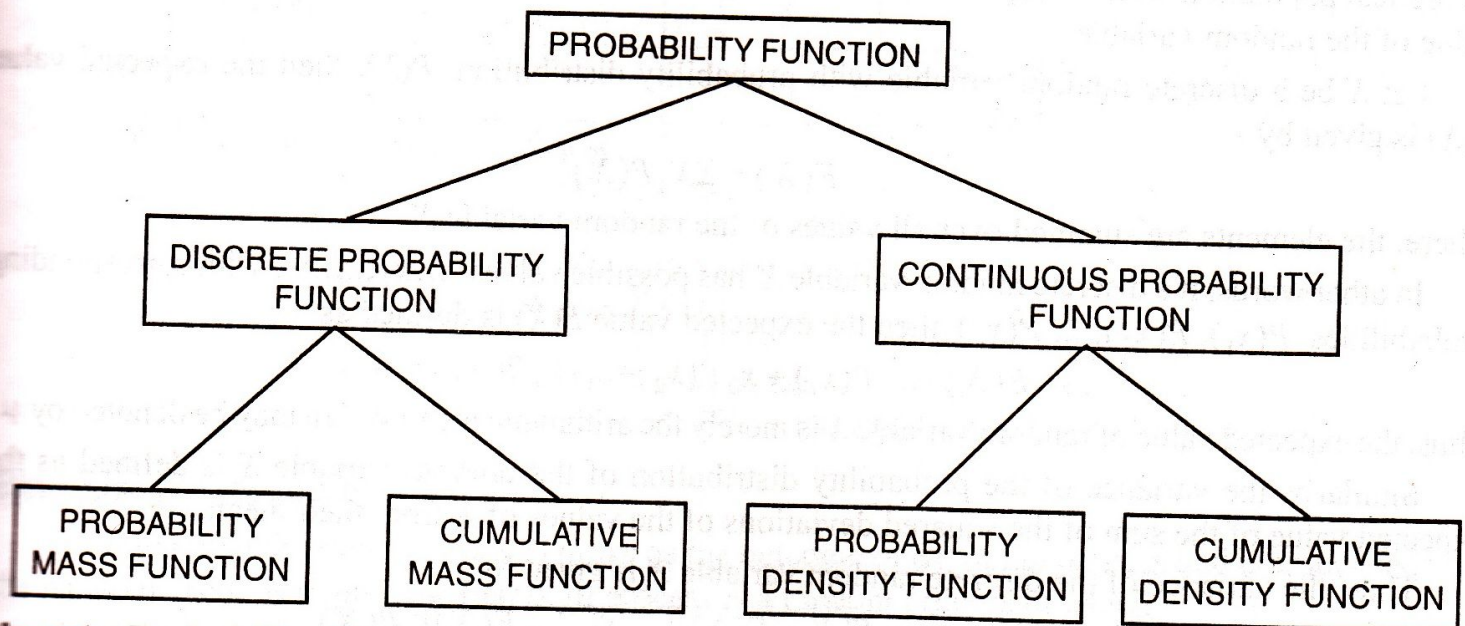 PROBABILITY FUNCTION
DISCRETE PROBABILITY
FUNCTION
CONTINUOUS PROBABILITY
FUNCTION
PROBABILITY
MASS FUNCTION
CUMULATIVE
MASS FUNCTION
PROBABILITY
DENSITY FUNCTION
CUMULATIVE
DENSITY FUNCTION